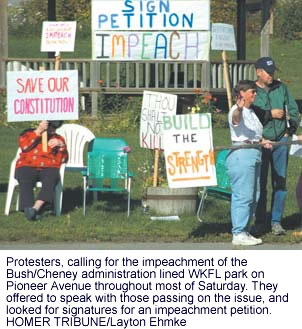 SIGN
PETITION
IMPEACH
IMPEACH
SAVE OUR
CONSTITUTION
THOU
KILL
BUILD
THE
STRENGTH
Protesters, calling for the impeachment of the
Bush/Cheney administration lined WKFL park on
Pioneer Avenue throughout most of Saturday. They
offered to speak with those passing on the issue, and
looked for signatures for an impeachment petition.
HOMER TRIBUNE/Layton Ehmke